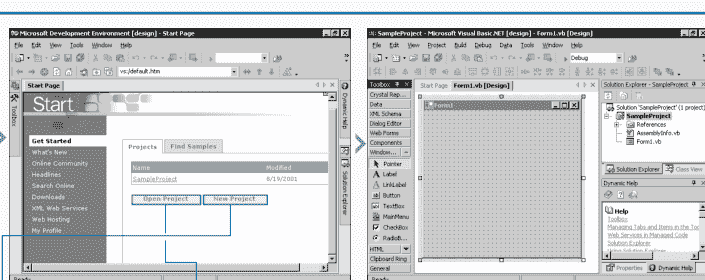 Microsoft Development Environment [design] - Start Page
File Edit View Tools Window Help
vs:/default.htm
Start Page
Start
Get Started
What's New
Online Community
Headlines
Search Online
Downloads
XML Web Services
Web Hosting
My Profile
Projects Find Samples
Name Modified
SampleProject 8/19/2001
Open Project New Project
Toolbox
Dynamic Help
Solution Explorer
Ready
SampleProject - Microsoft Visual Basic.NET [design] - Form1.vb [Design]
File Edit View Project Build Debug Data Tools Window Help
Debug
Toolbox
Crystal Rep...
Data
XML Schema
Dialog Editor
Web Forms
Components
Window...
Pointer
Label
LinkLabel
Button
TextBox
MainMenu
CheckBox
RadioB...
HTML
Clipboard Ring
General
Start Page Form1.vb [Design]
Form1
Solution Explorer - SampleProject
Solution 'SampleProject' (1 project)
SampleProject
References
AssemblyInfo.vb
Form1.vb
Solution Explorer Class View
Dynamic Help
Help
Toolbox
Managing Tabs and Items in the Too
Web Services in Managed Code
Solution Explorer
Properties Dynamic Help
Ready